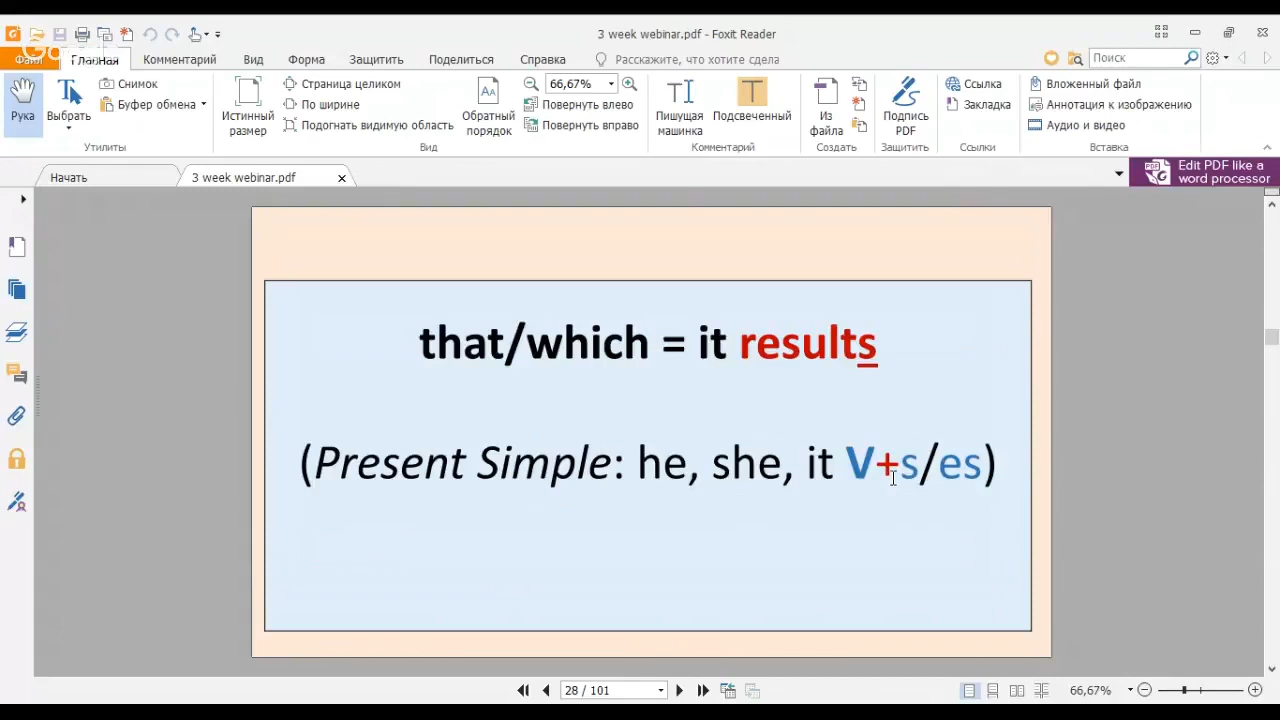 3 week webinar.pdf - Foxit Reader
Файл Главная Комментарий Вид Форма Защитить Поделиться Справка Расскажите, что хотите сделать Поиск
Рука
Выбрать
Снимок
Буфер обмена
Утилиты
Истинный размер
Страница целиком
По ширине
Подогнать видимую область
Обратный порядок
66,67%
Повернуть влево
Повернуть вправо
Вид
Пишущая машинка
Подсвеченный
Комментарий
Из файла
Создать
Подпись PDF
Защитить
Ссылка
Закладка
Ссылки
Вложенный файл
Аннотация к изображению
Аудио и видео
Вставка
Начать 3 week webinar.pdf
Edit PDF like a
word processor
that/which = it results
(Present Simple: he, she, it V+s/es)
28 / 101 66,67%